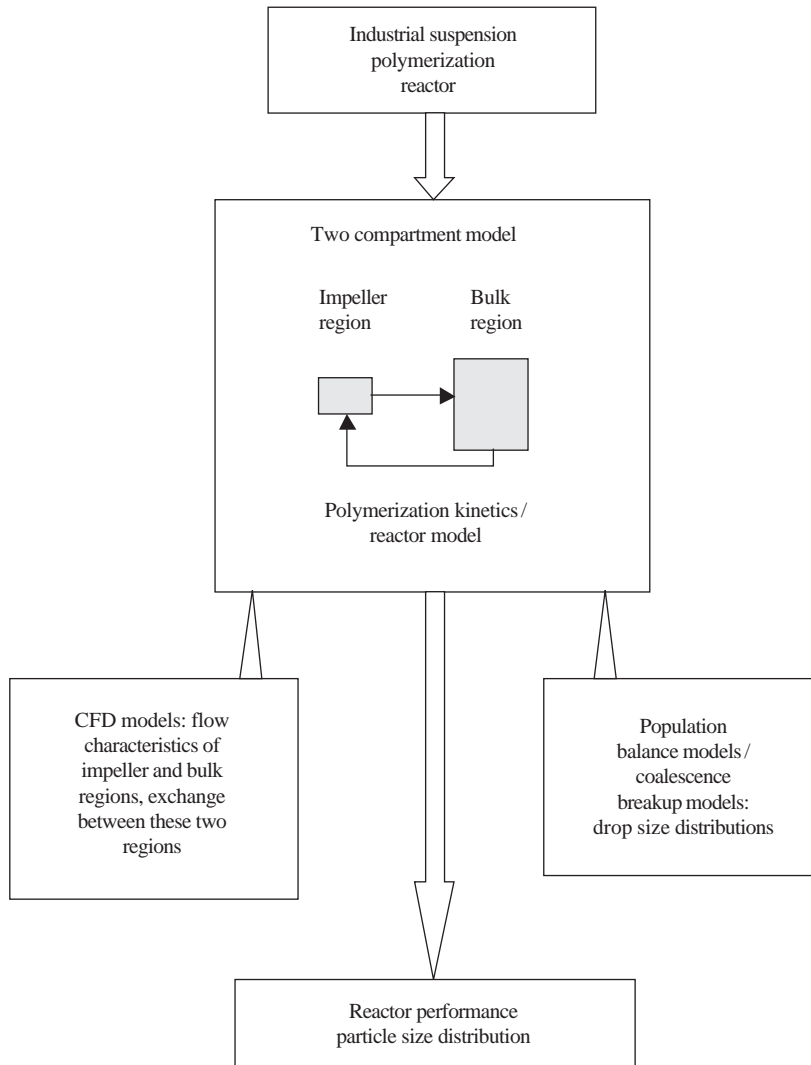 Industrial suspension
polymerization
reactor
Two compartment model
Impeller
region
Bulk
region
Polymerization kinetics /
reactor model
CFD models: flow
characteristics of
impeller and bulk
regions, exchange
between these two
regions
Population
balance models /
coalescence
breakup models:
drop size distributions
Reactor performance
particle size distribution